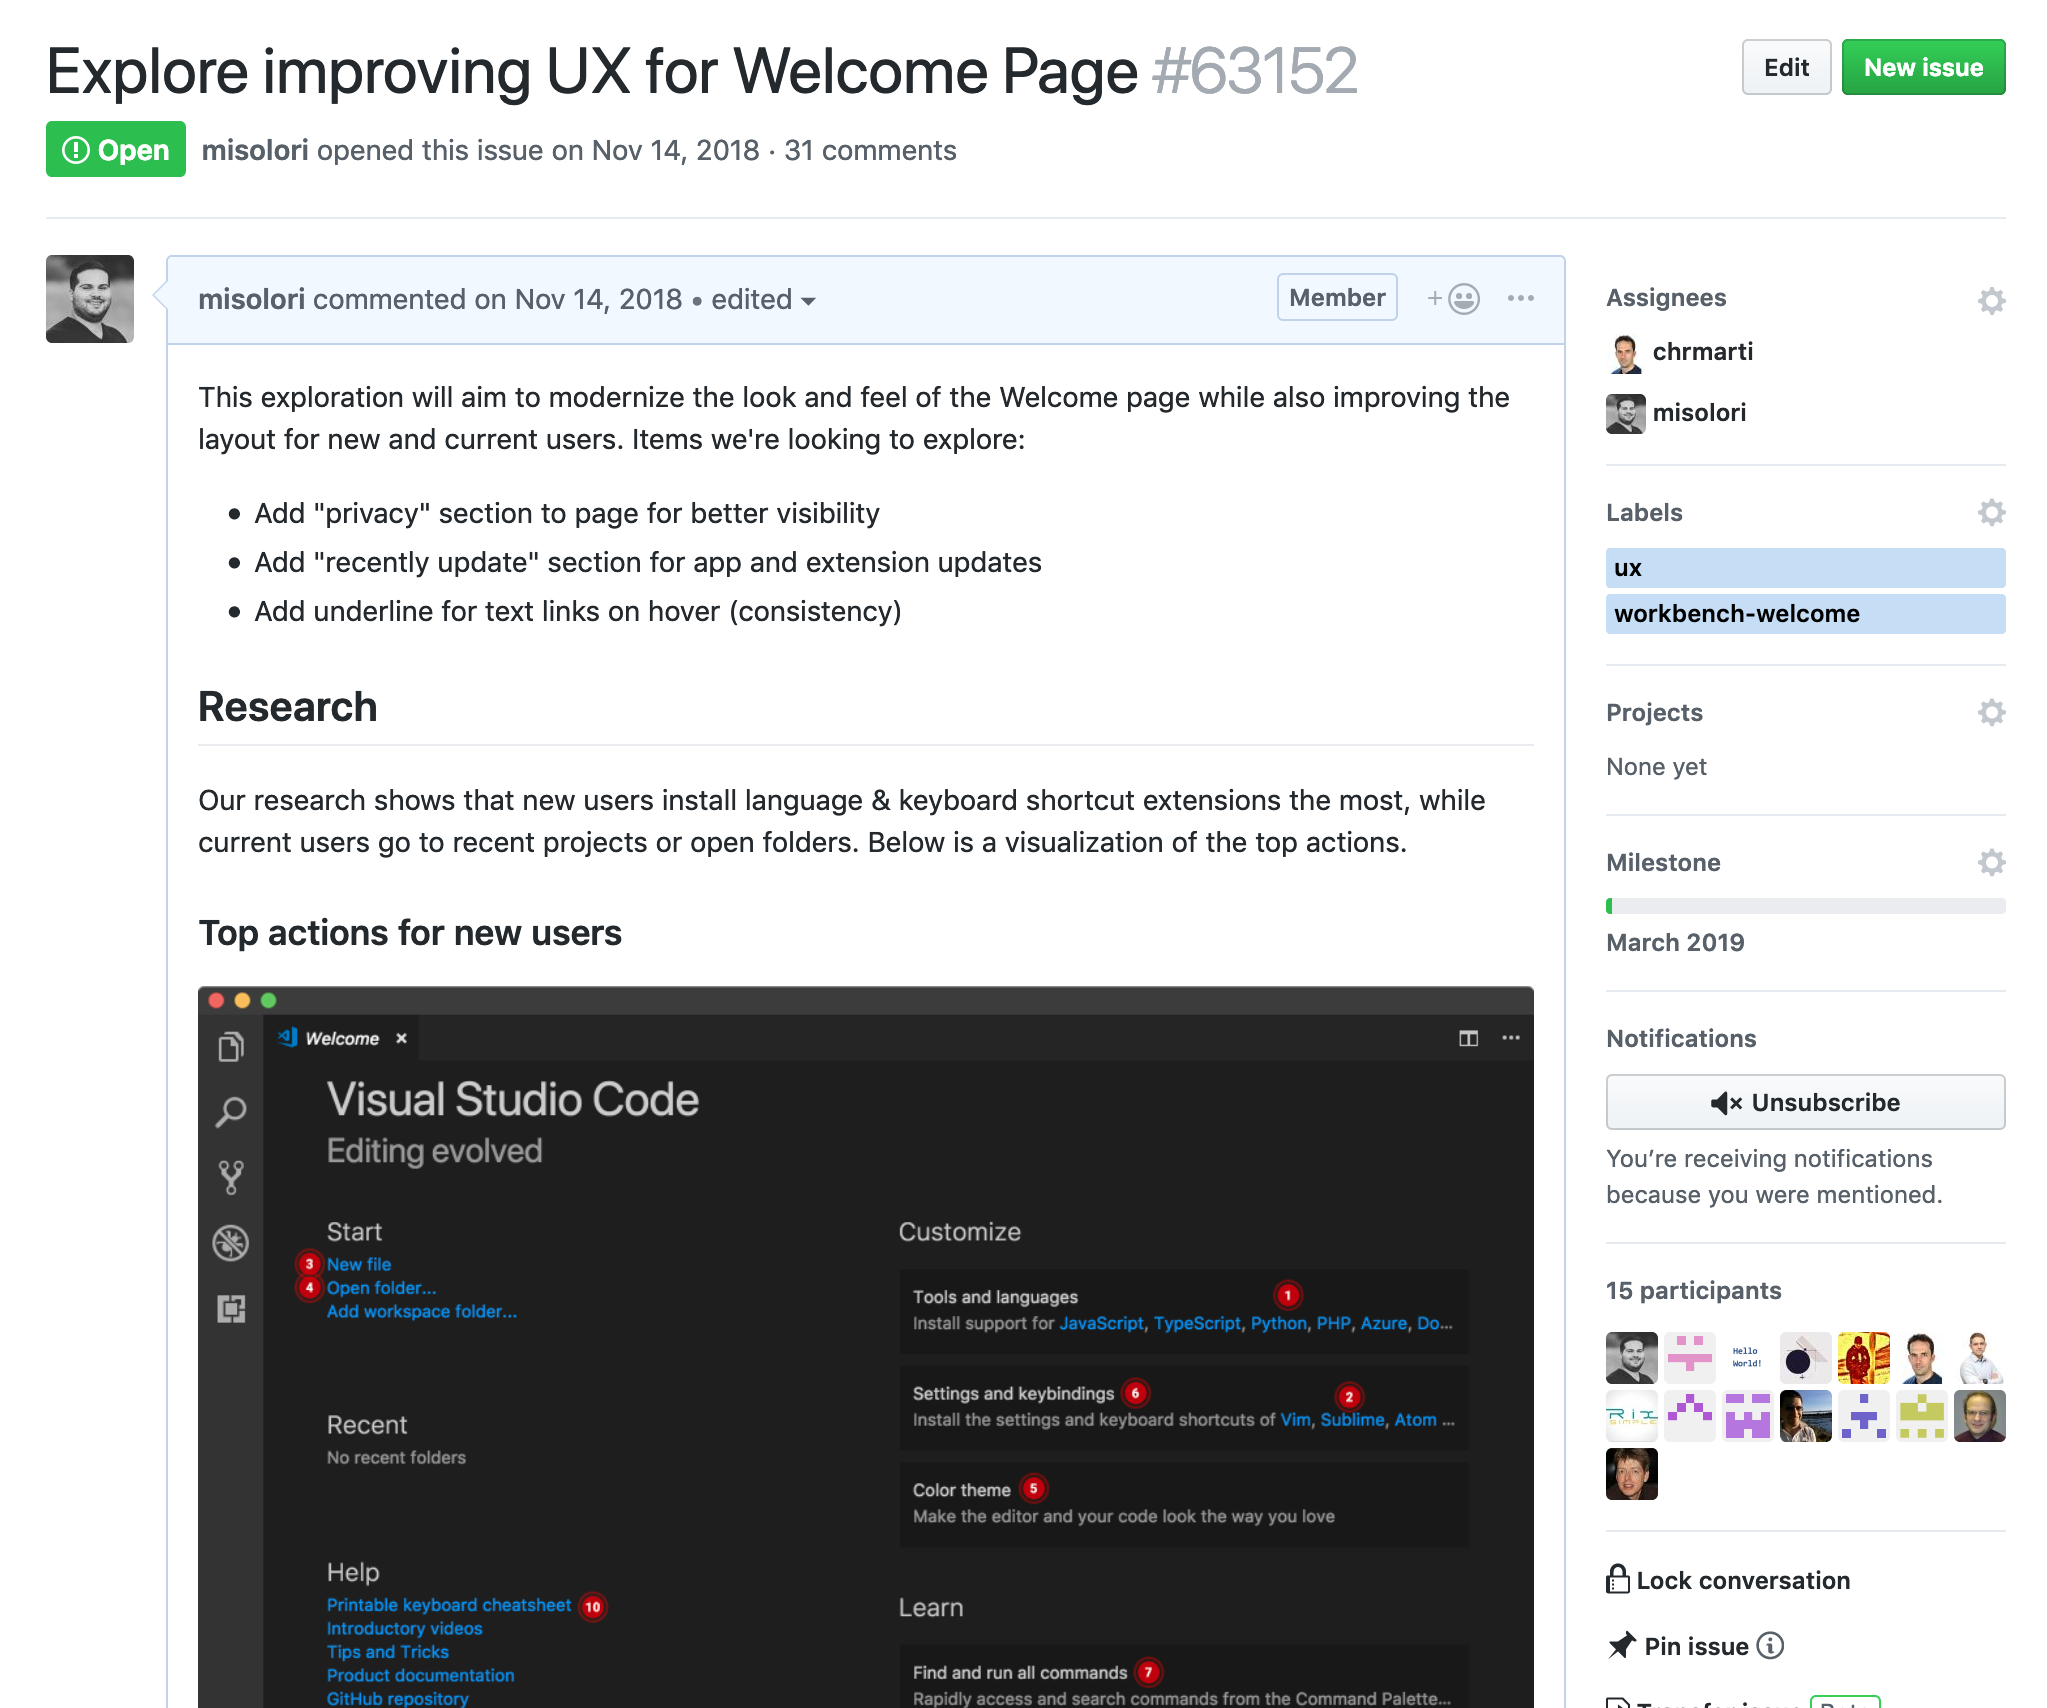 Explore improving UX for Welcome Page #63152
Edit
New issue
Open
misolori opened this issue on Nov 14, 2018 · 31 comments
misolori commented on Nov 14, 2018 • edited
Member
This exploration will aim to modernize the look and feel of the Welcome page while also improving the
layout for new and current users. Items we're looking to explore:
• Add "privacy" section to page for better visibility
• Add "recently update" section for app and extension updates
• Add underline for text links on hover (consistency)
Research
Our research shows that new users install language & keyboard shortcut extensions the most, while
current users go to recent projects or open folders. Below is a visualization of the top actions.
Top actions for new users
Welcome
Visual Studio Code
Editing evolved
Start
3 New file
4 Open folder...
Add workspace folder...
Recent
No recent folders
Help
Printable keyboard cheatsheet 10
Introductory videos
Tips and Tricks
Product documentation
GitHub repository
Customize
Tools and languages 1
Install support for JavaScript, TypeScript, Python, PHP, Azure, Do...
Settings and keybindings 6 2
Install the settings and keyboard shortcuts of Vim, Sublime, Atom ...
Color theme 5
Make the editor and your code look the way you love
Learn
Find and run all commands 7
Rapidly access and search commands from the Command Palette...
Assignees
chrmarti
misolori
Labels
ux
workbench-welcome
Projects
None yet
Milestone
March 2019
Notifications
Unsubscribe
You’re receiving notifications
because you were mentioned.
15 participants
Hello
World!
Lock conversation
Pin issue